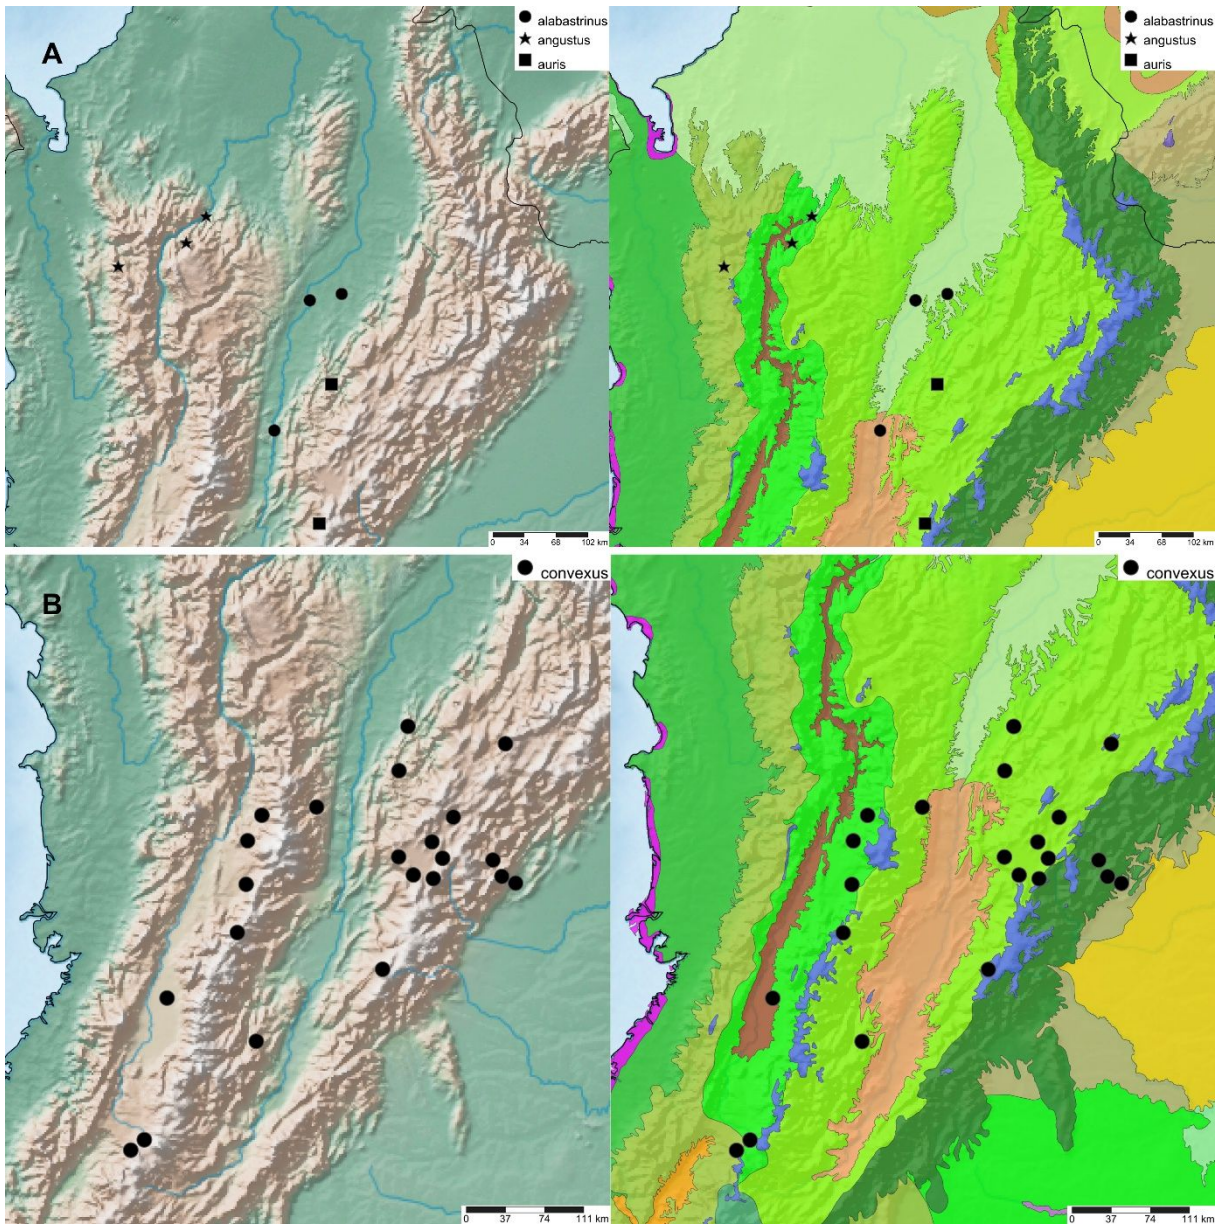 A
alabastrinus
angustus
auris
0 34 68 102 km
alabastrinus
angustus
auris
0 34 68 102 km
B
convexus
0 37 74 111 km
convexus
0 37 74 111 km